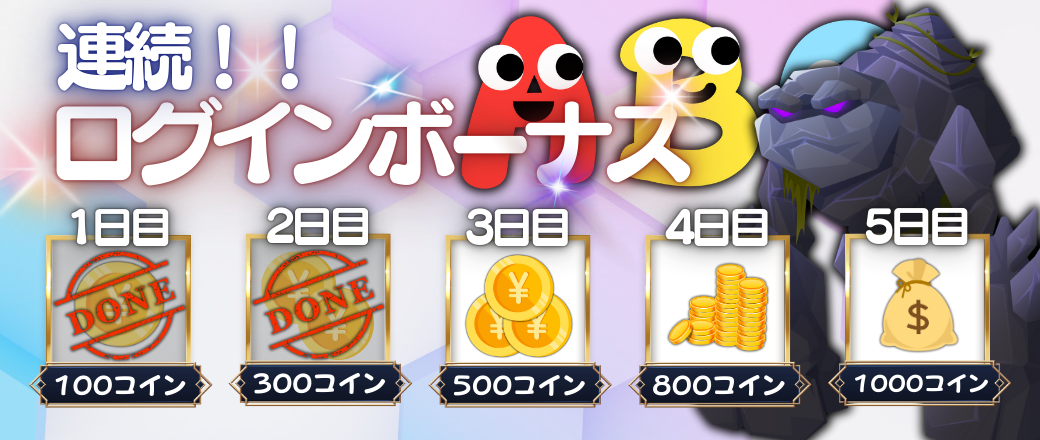 連続！！
ログインボーナス
A B
1日目 2日目 3日目 4日目 5日目
DONE DONE ¥ ¥ ¥ ¥ $
100コイン 300コイン 500コイン 800コイン 1000コイン